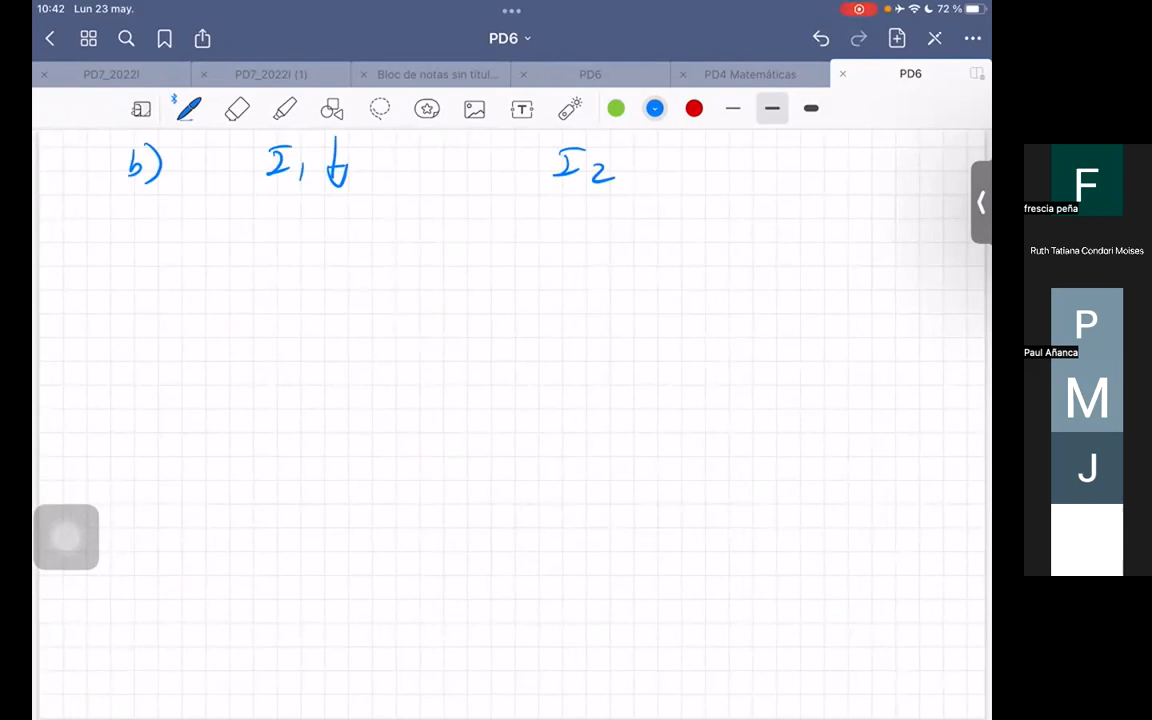 10:42 Lun 23 may.
72 %
PD6
PD7_2022I
PD7_2022I (1)
Bloc de notas sin títul...
PD6
PD4 Matemáticas
PD6
T
b) I₁ ↓ I₂
F
frescia peña
Ruth Tatiana Condori Moises
P
Paul Añanca
M
J